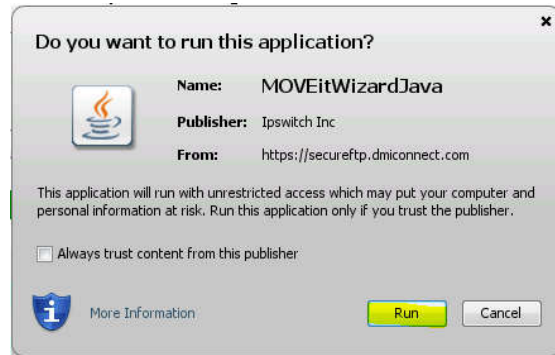 Do you want to run this application?
Name: MOVEitWizardJava
Publisher: Ipswitch Inc
From: https://secureftp.dmiconnect.com
This application will run with unrestricted access which may put your computer and
personal information at risk. Run this application only if you trust the publisher.
Always trust content from this publisher
More Information Run Cancel